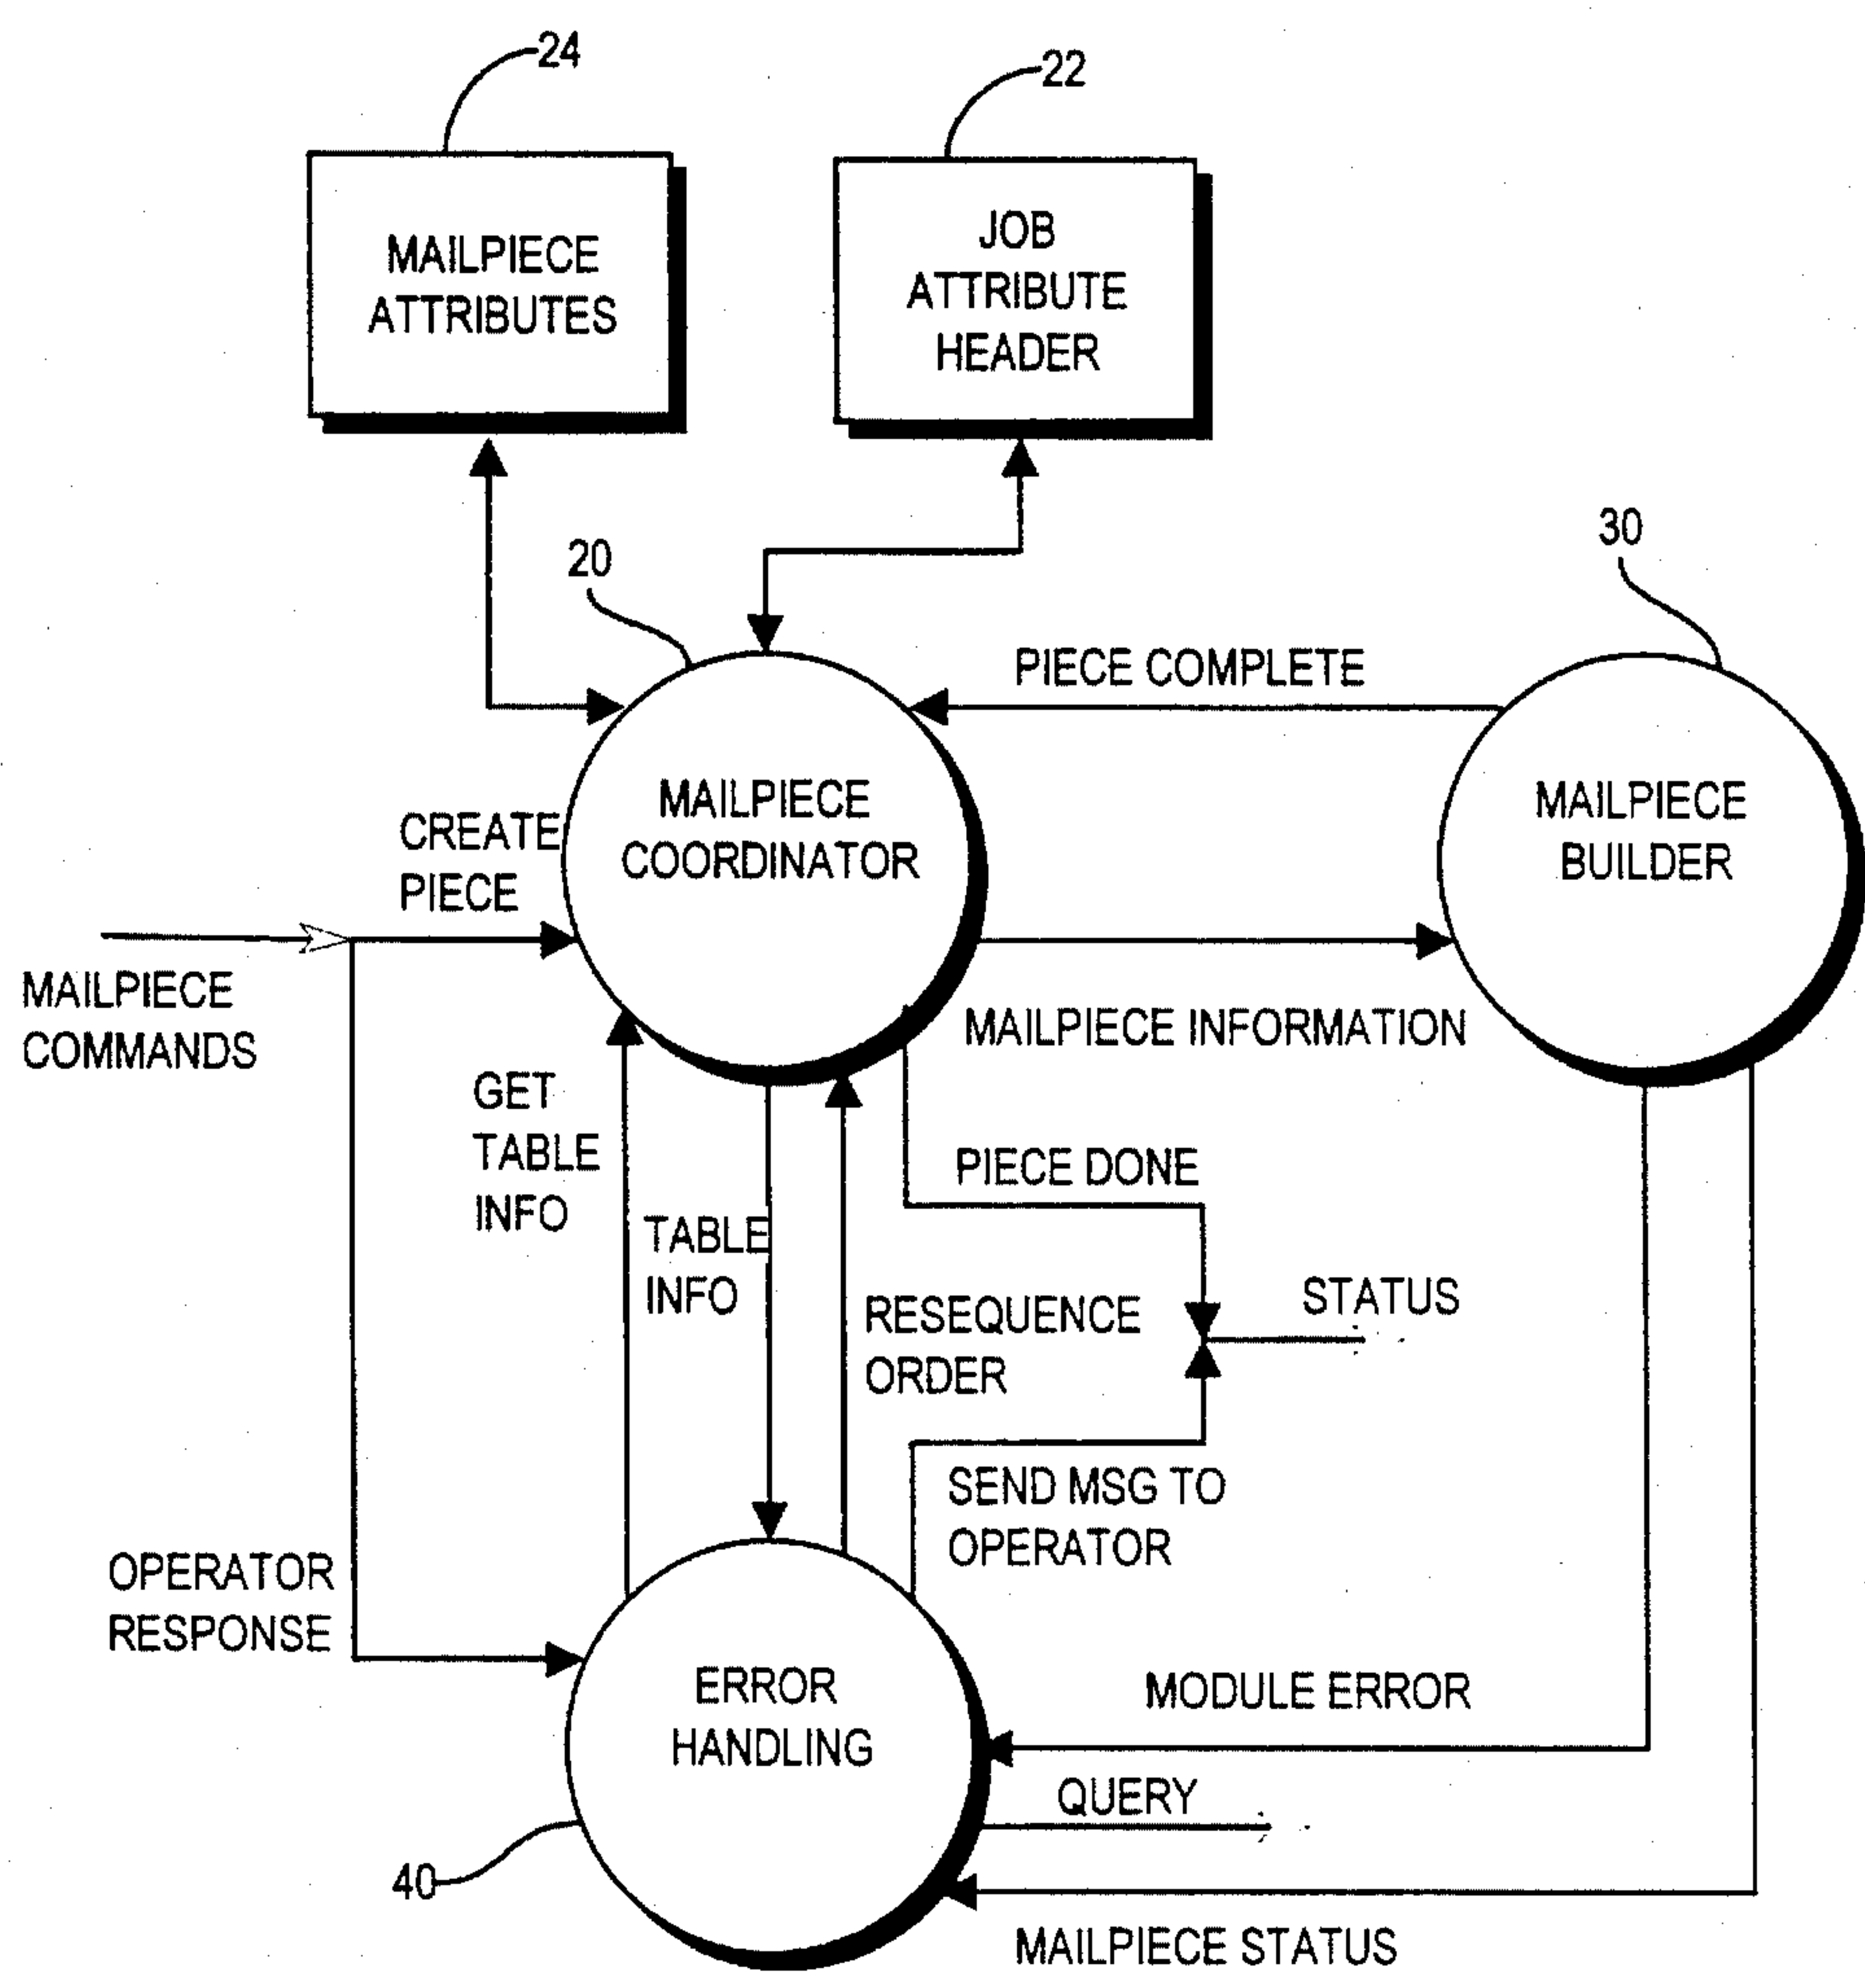 24
22
MAILPIECE
ATTRIBUTES
JOB
ATTRIBUTE
HEADER
20
30
PIECE COMPLETE
MAILPIECE
COORDINATOR
MAILPIECE
BUILDER
CREATE
PIECE
MAILPIECE
COMMANDS
MAILPIECE INFORMATION
GET
TABLE
INFO
TABLE
INFO
PIECE DONE
RESEQUENCE
ORDER
STATUS
SEND MSG TO
OPERATOR
OPERATOR
RESPONSE
ERROR
HANDLING
MODULE ERROR
QUERY
40
MAILPIECE STATUS